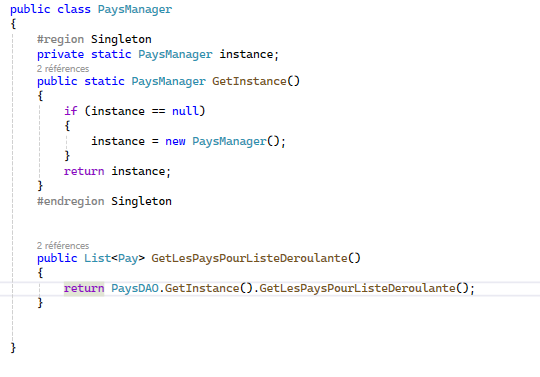 public class PaysManager
{
#region Singleton
private static PaysManager instance;
2 références
public static PaysManager GetInstance()
{
if (instance == null)
{
instance = new PaysManager();
}
return instance;
}
#endregion Singleton
2 références
public List<Pay> GetLesPaysPourListeDeroulante()
{
return PaysDAO.GetInstance().GetLesPaysPourListeDeroulante();
}
}